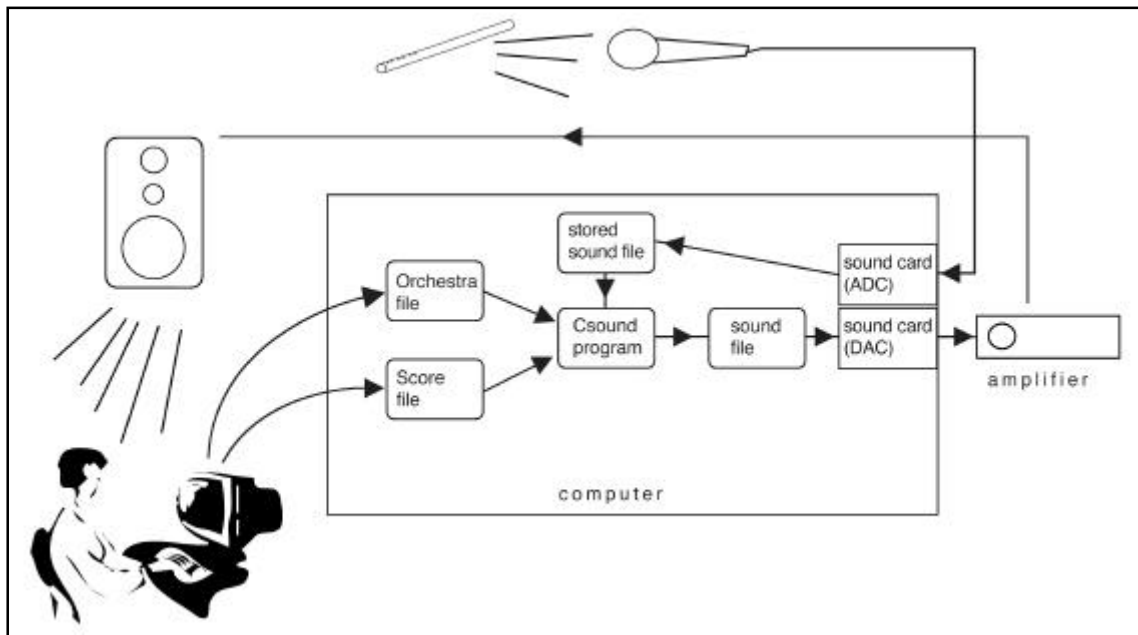 stored
sound file
sound card
(ADC)
Orchestra
file
Csound
program
sound
file
sound card
(DAC)
amplifier
Score
file
computer